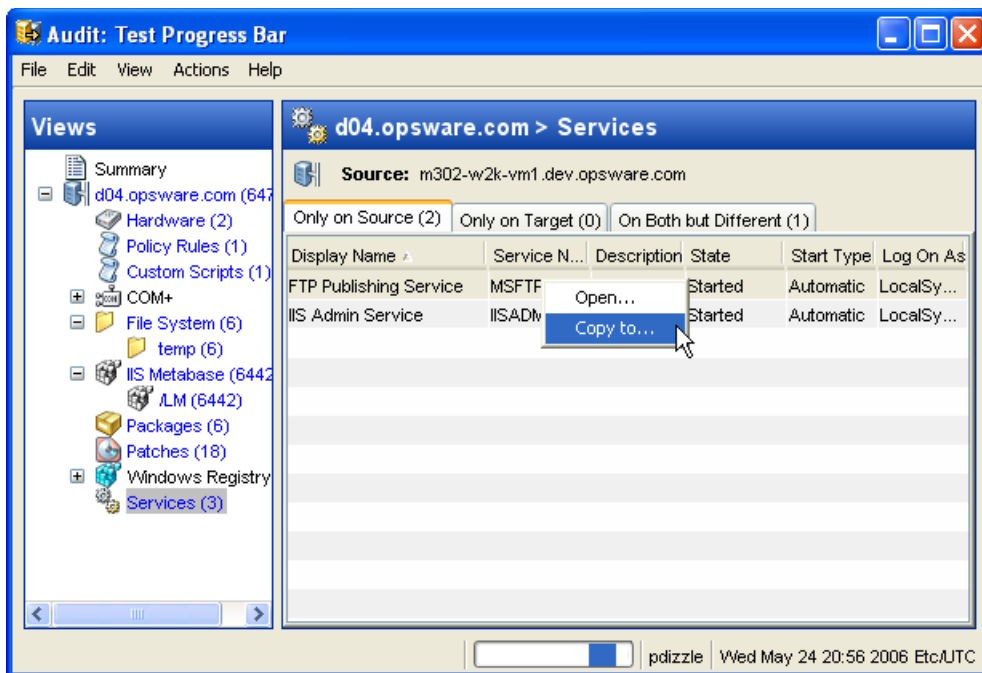 Audit: Test Progress Bar
File Edit View Actions Help
Views
Summary
d04.opsware.com (647
Hardware (2)
Policy Rules (1)
Custom Scripts (1)
COM+
File System (6)
temp (6)
IIS Metabase (6442
/LM (6442)
Packages (6)
Patches (18)
Windows Registry
Services (3)
d04.opsware.com > Services
Source: m302-w2k-vm1.dev.opsware.com
Only on Source (2) Only on Target (0) On Both but Different (1)
Display Name Service N... Description State Start Type Log On As
FTP Publishing Service MSFTP Started Automatic LocalSy...
IIS Admin Service IISADM Started Automatic LocalSy...
Open...
Copy to...
pdizzle Wed May 24 20:56 2006 Etc/UTC